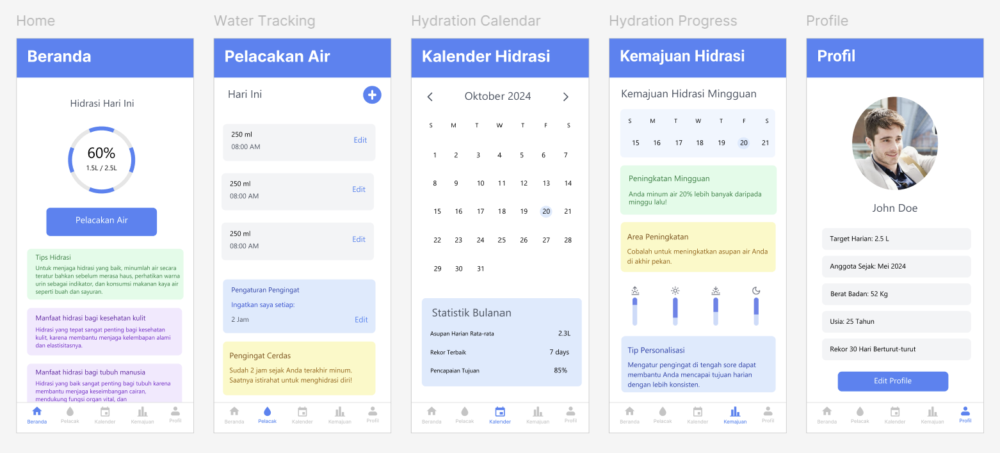 Home
Beranda
Hidrasi Hari Ini
60%
1.5L / 2.5L
Pelacakan Air
Tips Hidrasi
Untuk menjaga hidrasi yang baik, minumlah air secara
teratur bahkan sebelum merasa haus, perhatikan warna
urin sebagai indikator, dan konsumsi makanan kaya air
seperti buah dan sayuran.
Manfaat hidrasi bagi kesehatan kulit
Hidrasi yang tepat sangat penting bagi kesehatan
kulit, karena membantu menjaga kelembapan alami
dan elastisitasnya.
Manfaat hidrasi bagi tubuh manusia
Hidrasi yang baik sangat penting bagi tubuh karena
membantu menjaga keseimbangan cairan,
mendukung fungsi organ vital, dan
Beranda Pelacak Kalender Kemajuan Profil
Water Tracking
Pelacakan Air
Hari Ini
250 ml
08:00 AM
Edit
250 ml
08:00 AM
Edit
250 ml
08:00 AM
Edit
Pengaturan Pengingat
Ingatkan saya setiap:
2 Jam Edit
Pengingat Cerdas
Sudah 2 jam sejak Anda terakhir minum.
Saatnya istirahat untuk menghidrasi diri!
Beranda Pelacak Kalender Kemajuan Profil
Hydration Calendar
Kalender Hidrasi
Oktober 2024
S M T W T F S
1 2 3 4 5 6 7
8 9 10 11 12 13 14
15 16 17 18 19 20 21
22 23 24 25 26 27 28
29 30 31
Statistik Bulanan
Asupan Harian Rata-rata 2.3L
Rekor Terbaik 7 days
Pencapaian Tujuan 85%
Beranda Pelacak Kalender Kemajuan Profil
Hydration Progress
Kemajuan Hidrasi
Kemajuan Hidrasi Mingguan
S M T W T F S
15 16 17 18 19 20 21
Peningkatan Mingguan
Anda minum air 20% lebih banyak daripada
minggu lalu!
Area Peningkatan
Cobalah untuk meningkatkan asupan air Anda
di akhir pekan.
Tip Personalisasi
Mengatur pengingat di tengah sore dapat
membantu Anda mencapai tujuan harian
dengan lebih konsisten.
Beranda Pelacak Kalender Kemajuan Profil
Profile
Profil
John Doe
Target Harian: 2.5 L
Anggota Sejak: Mei 2024
Berat Badan: 52 Kg
Usia: 25 Tahun
Rekor 30 Hari Berturut-turut
Edit Profile
Beranda Pelacak Kalender Kemajuan Profil